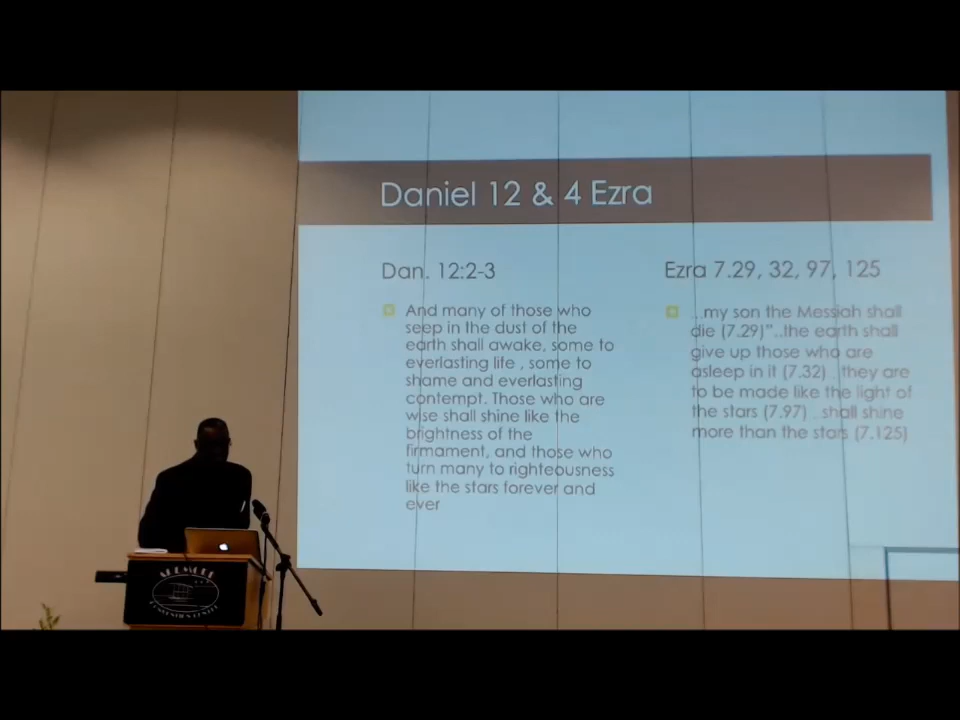 Daniel 12 & 4 Ezra
Dan. 12:2-3
And many of those who
seep in the dust of the
earth shall awake, some to
everlasting life , some to
shame and everlasting
contempt. Those who are
wise shall shine like the
brightness of the
firmament, and those who
turn many to righteousness
like the stars forever and
ever
Ezra 7.29, 32, 97, 125
...my son the Messiah shall
die (7.29)"..the earth shall
give up those who are
asleep in it (7.32) ..they are
to be made like the light of
the stars (7.97) ..shall shine
more than the stars (7.125)
CONVENTION CENTRE